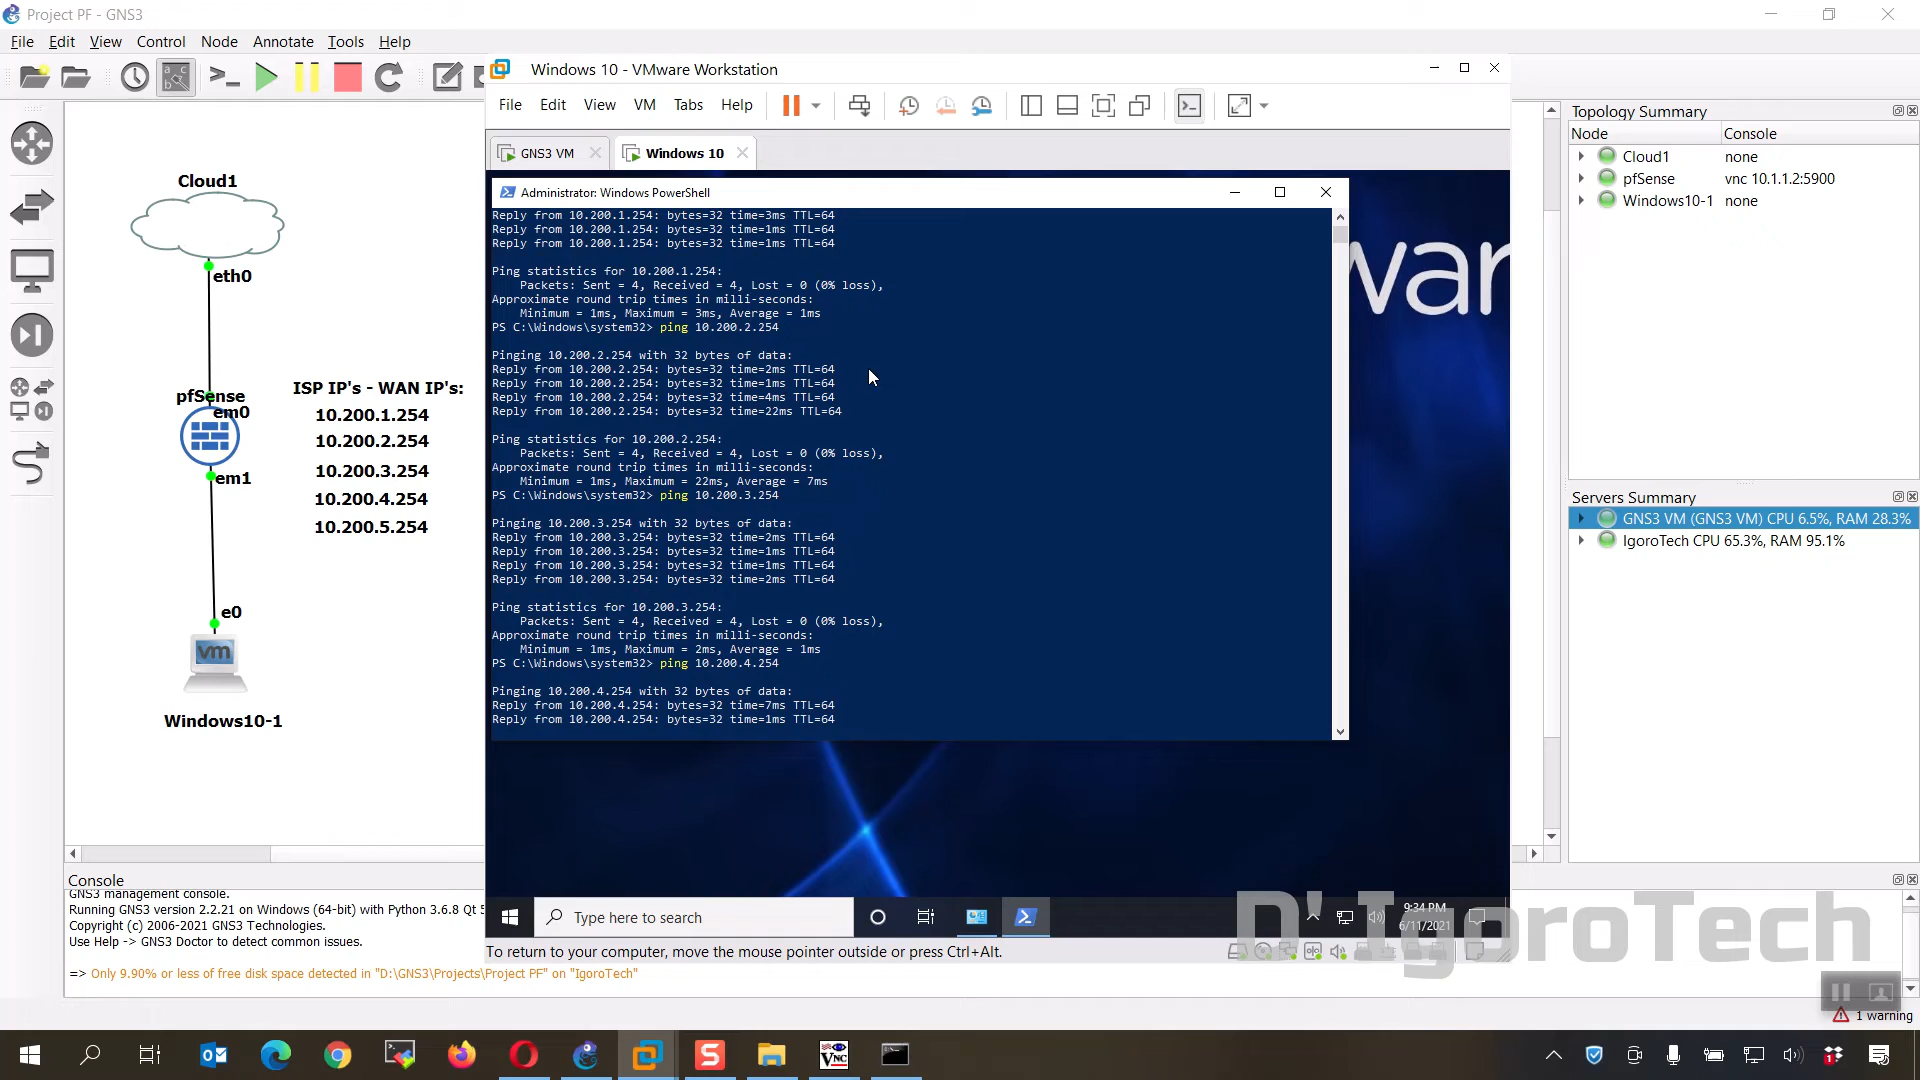 Project PF - GNS3
File Edit View Control Node Annotate Tools Help
Cloud1
eth0
pfSense
em0
em1
e0
vm
Windows10-1
ISP IP's - WAN IP's:
10.200.1.254
10.200.2.254
10.200.3.254
10.200.4.254
10.200.5.254
Windows 10 - VMware Workstation
File Edit View VM Tabs Help
GNS3 VM
Windows 10
Administrator: Windows PowerShell
Reply from 10.200.1.254: bytes=32 time=3ms TTL=64
Reply from 10.200.1.254: bytes=32 time=1ms TTL=64
Reply from 10.200.1.254: bytes=32 time=1ms TTL=64
Ping statistics for 10.200.1.254:
Packets: Sent = 4, Received = 4, Lost = 0 (0% loss),
Approximate round trip times in milli-seconds:
Minimum = 1ms, Maximum = 3ms, Average = 1ms
PS C:\Windows\system32> ping 10.200.2.254
Pinging 10.200.2.254 with 32 bytes of data:
Reply from 10.200.2.254: bytes=32 time=2ms TTL=64
Reply from 10.200.2.254: bytes=32 time=1ms TTL=64
Reply from 10.200.2.254: bytes=32 time=4ms TTL=64
Reply from 10.200.2.254: bytes=32 time=22ms TTL=64
Ping statistics for 10.200.2.254:
Packets: Sent = 4, Received = 4, Lost = 0 (0% loss),
Approximate round trip times in milli-seconds:
Minimum = 1ms, Maximum = 22ms, Average = 7ms
PS C:\Windows\system32> ping 10.200.3.254
Pinging 10.200.3.254 with 32 bytes of data:
Reply from 10.200.3.254: bytes=32 time=2ms TTL=64
Reply from 10.200.3.254: bytes=32 time=1ms TTL=64
Reply from 10.200.3.254: bytes=32 time=1ms TTL=64
Reply from 10.200.3.254: bytes=32 time=2ms TTL=64
Ping statistics for 10.200.3.254:
Packets: Sent = 4, Received = 4, Lost = 0 (0% loss),
Approximate round trip times in milli-seconds:
Minimum = 1ms, Maximum = 2ms, Average = 1ms
PS C:\Windows\system32> ping 10.200.4.254
Pinging 10.200.4.254 with 32 bytes of data:
Reply from 10.200.4.254: bytes=32 time=7ms TTL=64
Reply from 10.200.4.254: bytes=32 time=1ms TTL=64
war
Type here to search
9:34 PM
6/11/2021
To return to your computer, move the mouse pointer outside or press Ctrl+Alt.
Topology Summary
Node Console
Cloud1 none
pfSense vnc 10.1.1.2:5900
Windows10-1 none
Servers Summary
GNS3 VM (GNS3 VM) CPU 6.5%, RAM 28.3%
IgoroTech CPU 65.3%, RAM 95.1%
Console
GNS3 management console.
Running GNS3 version 2.2.21 on Windows (64-bit) with Python 3.6.8 Qt 5
Copyright (c) 2006-2021 GNS3 Technologies.
Use Help -> GNS3 Doctor to detect common issues.
=> Only 9.90% or less of free disk space detected in "D:\GNS3\Projects\Project PF" on "IgoroTech"
D' IgoroTech
1 warning